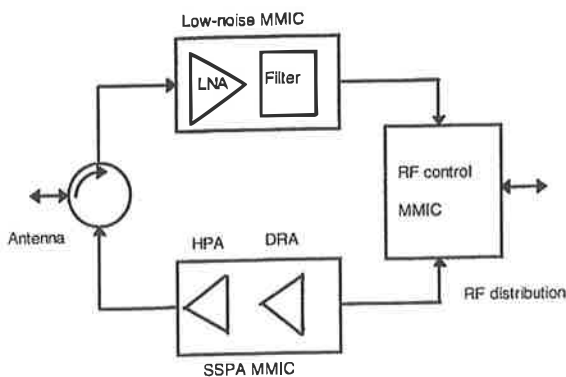 Low-noise MMIC
LNA
Filter
RF control
MMIC
Antenna
HPA
DRA
RF distribution
SSPA MMIC